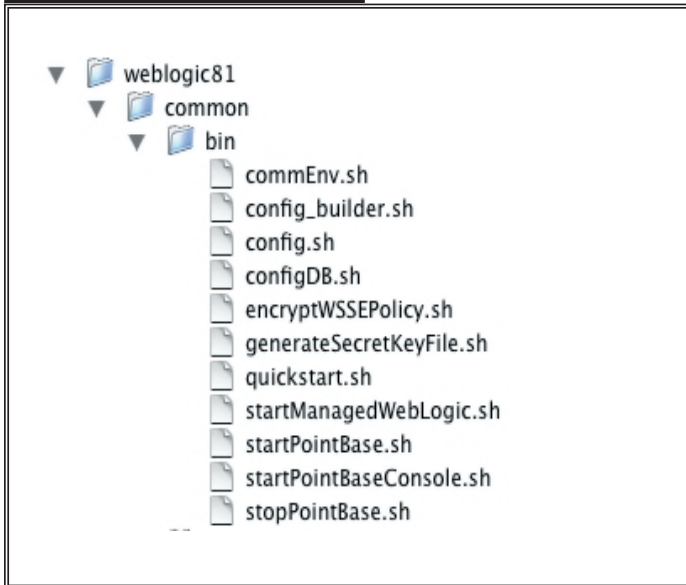 weblogic81
common
bin
commEnv.sh
config_builder.sh
config.sh
configDB.sh
encryptWSSEPolicy.sh
generateSecretKeyFile.sh
quickstart.sh
startManagedWebLogic.sh
startPointBase.sh
startPointBaseConsole.sh
stopPointBase.sh